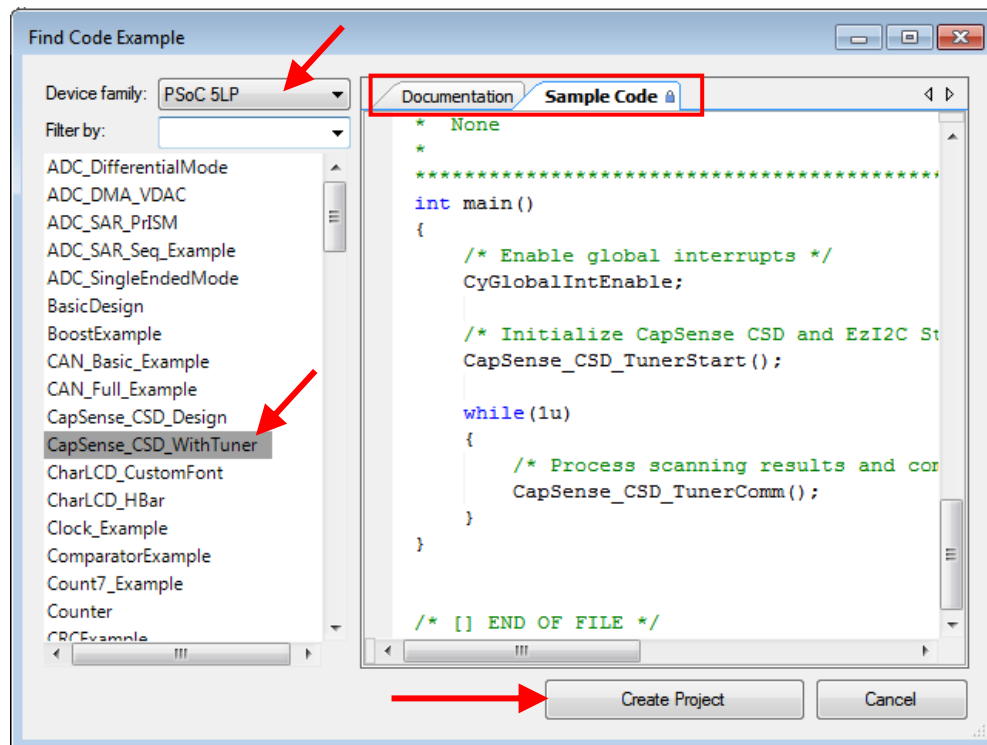 Find Code Example
Device family: PSoC 5LP
Filter by:
ADC_DifferentialMode
ADC_DMA_VDAC
ADC_SAR_PrISM
ADC_SAR_Seq_Example
ADC_SingleEndedMode
BasicDesign
BoostExample
CAN_Basic_Example
CAN_Full_Example
CapSense_CSD_Design
CapSense_CSD_WithTuner
CharLCD_CustomFont
CharLCD_HBar
Clock_Example
ComparatorExample
Count7_Example
Counter
CRCExample
Documentation Sample Code
* None
*
********************************************
int main()
{
/* Enable global interrupts */
CyGlobalIntEnable;
/* Initialize CapSense CSD and EzI2C St
CapSense_CSD_TunerStart();
while(1u)
{
/* Process scanning results and com
CapSense_CSD_TunerComm();
}
}
/* [] END OF FILE */
Create Project Cancel